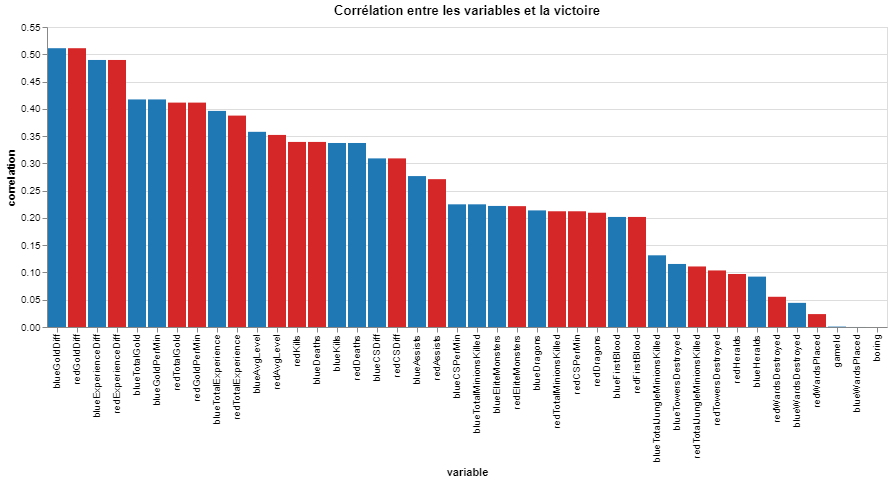 Corrélation entre les variables et la victoire
0.55
0.50
0.45
0.40
0.35
0.30
0.25
0.20
0.15
0.10
0.05
0.00
correlation
blueGoldDiff
redGoldDiff
blueExperienceDiff
redExperienceDiff
blueTotalGold
blueGoldPerMin
redTotalGold
redGoldPerMin
blueTotalExperience
redTotalExperience
blueAvgLevel
redAvgLevel
redKills
blueDeaths
blueKills
redDeaths
blueCSDiff
redCSDiff
blueAssists
redAssists
blueCSPerMin
blueTotalMinionsKilled
blueEliteMonsters
redEliteMonsters
blueDragons
redTotalMinionsKilled
redCSPerMin
redDragons
blueFirstBlood
redFirstBlood
blueTotalJungleMinionsKilled
blueTowersDestroyed
redTotalJungleMinionsKilled
redTowersDestroyed
redHeralds
blueHeralds
redWardsDestroyed
blueWardsDestroyed
redWardsPlaced
gameId
blueWardsPlaced
boring
variable